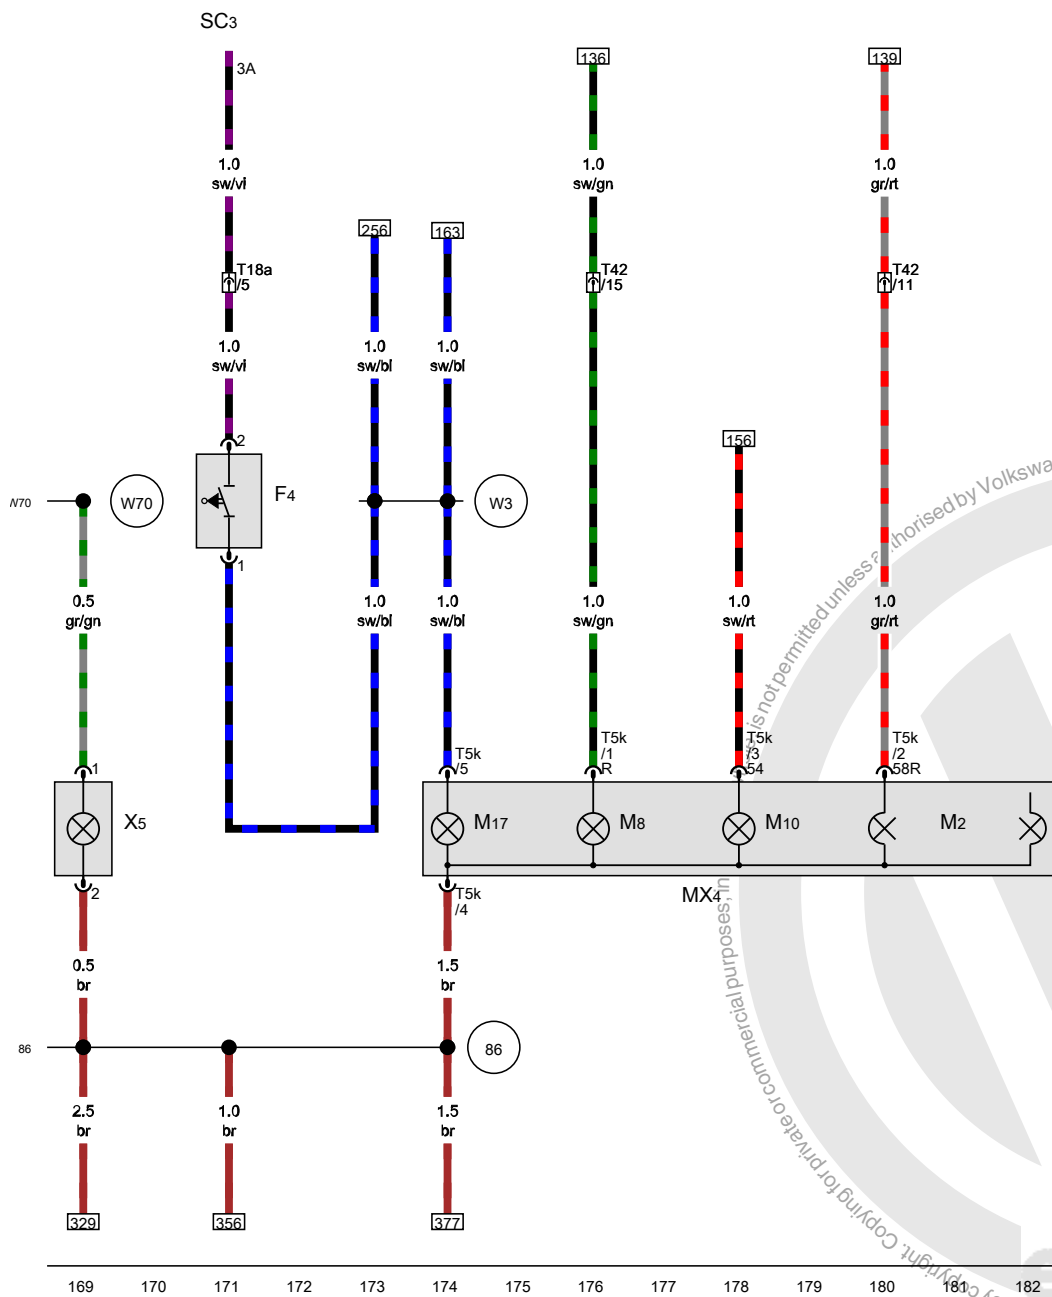 SC3
3A
136
139
1.0
sw/vi
1.0
sw/gn
1.0
gr/rt
256
163
T18a
/5
T42
/15
T42
/11
1.0
sw/vi
1.0
sw/bl
1.0
sw/bl
156
2
W70
W70
F4
W3
1
0.5
gr/gn
1.0
sw/bl
1.0
sw/bl
1.0
sw/gn
1.0
sw/rt
1.0
gr/rt
1
T5k
/5
T5k
/1
R
T5k
/3
54
T5k
/2
58R
X5
M17
M8
M10
M2
2
T5k
/4
MX4
0.5
br
1.5
br
86
86
2.5
br
1.0
br
1.5
br
329
356
377
169 170 171 172 173 174 175 176 177 178 179 180 181 182
is not permitted unless authorised by Volkswa
commercial purposes, in
Copying for private or commercial purposes, in
by copyright.